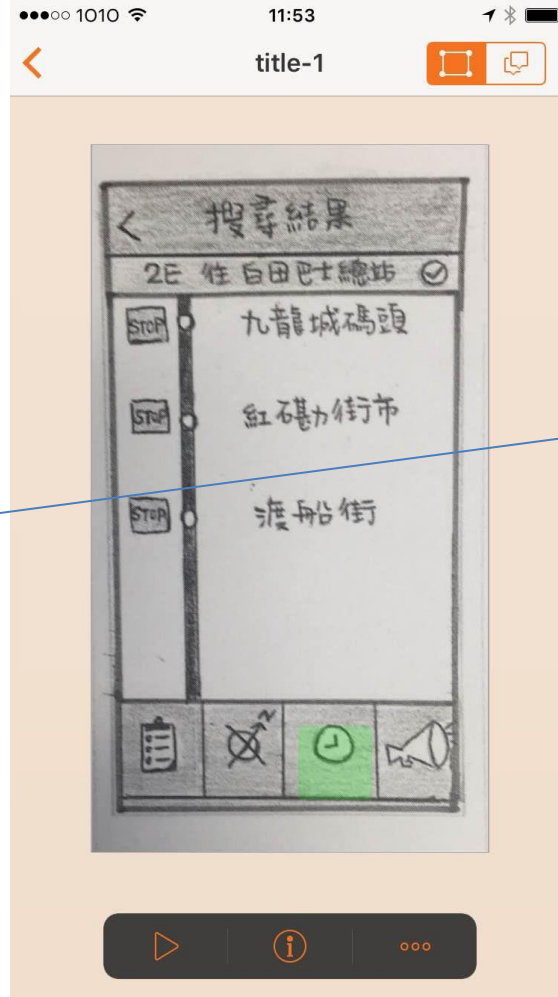 1010 11:53
title-1
搜尋結果
2E 往白田巴士總站
STOP 九龍城碼頭
STOP 紅磡街市
STOP 渡船街
N